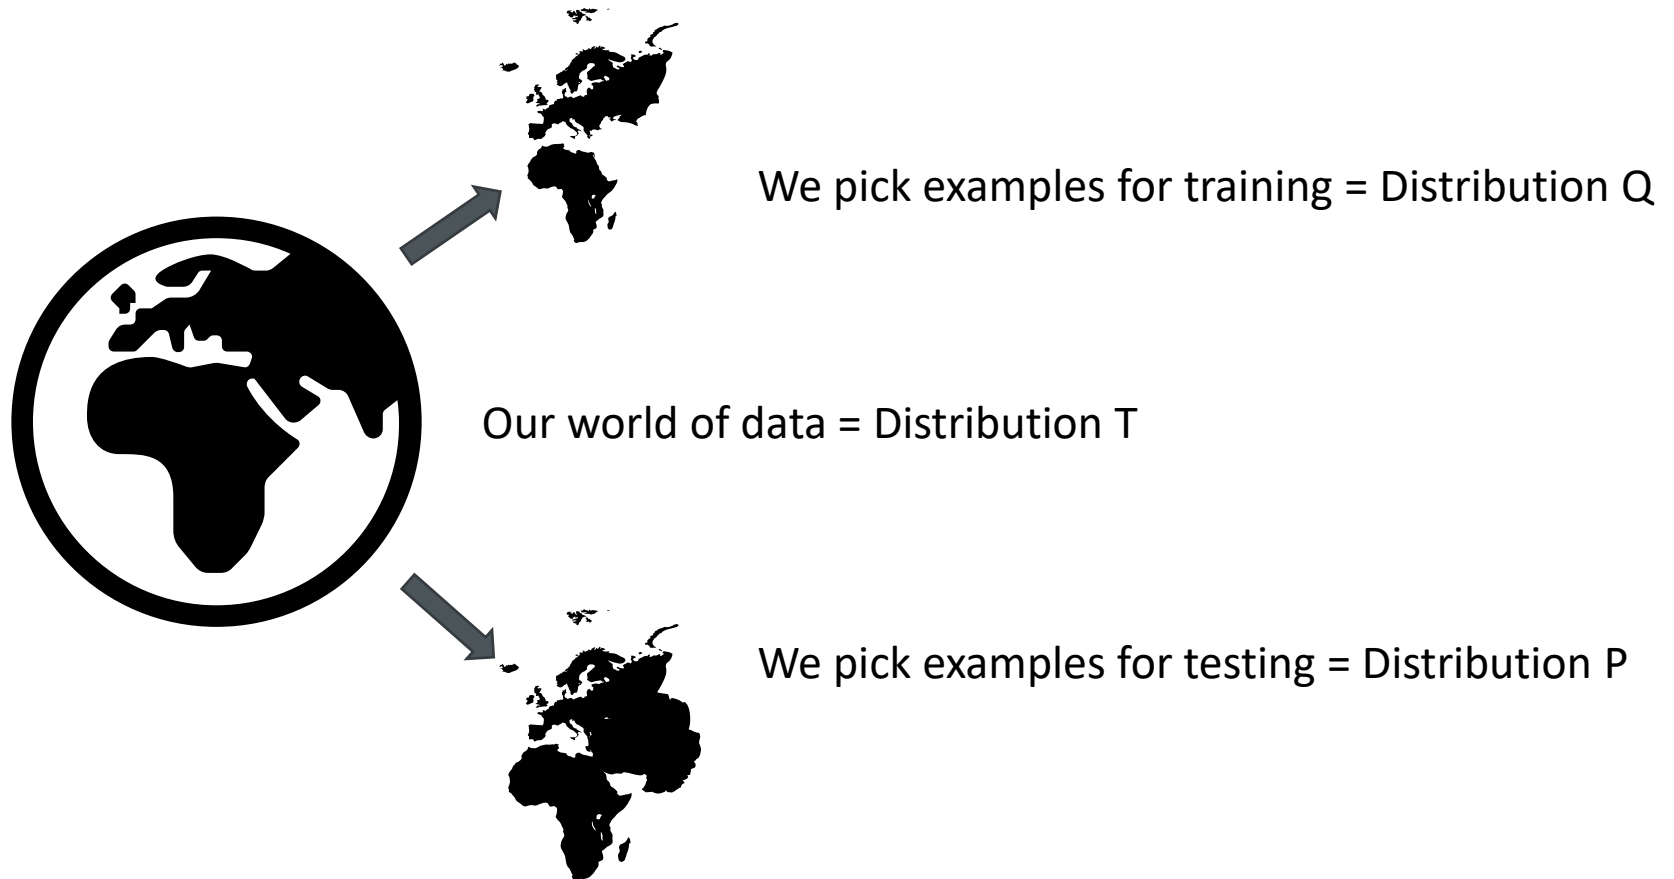 We pick examples for training = Distribution Q
Our world of data = Distribution T
We pick examples for testing = Distribution P